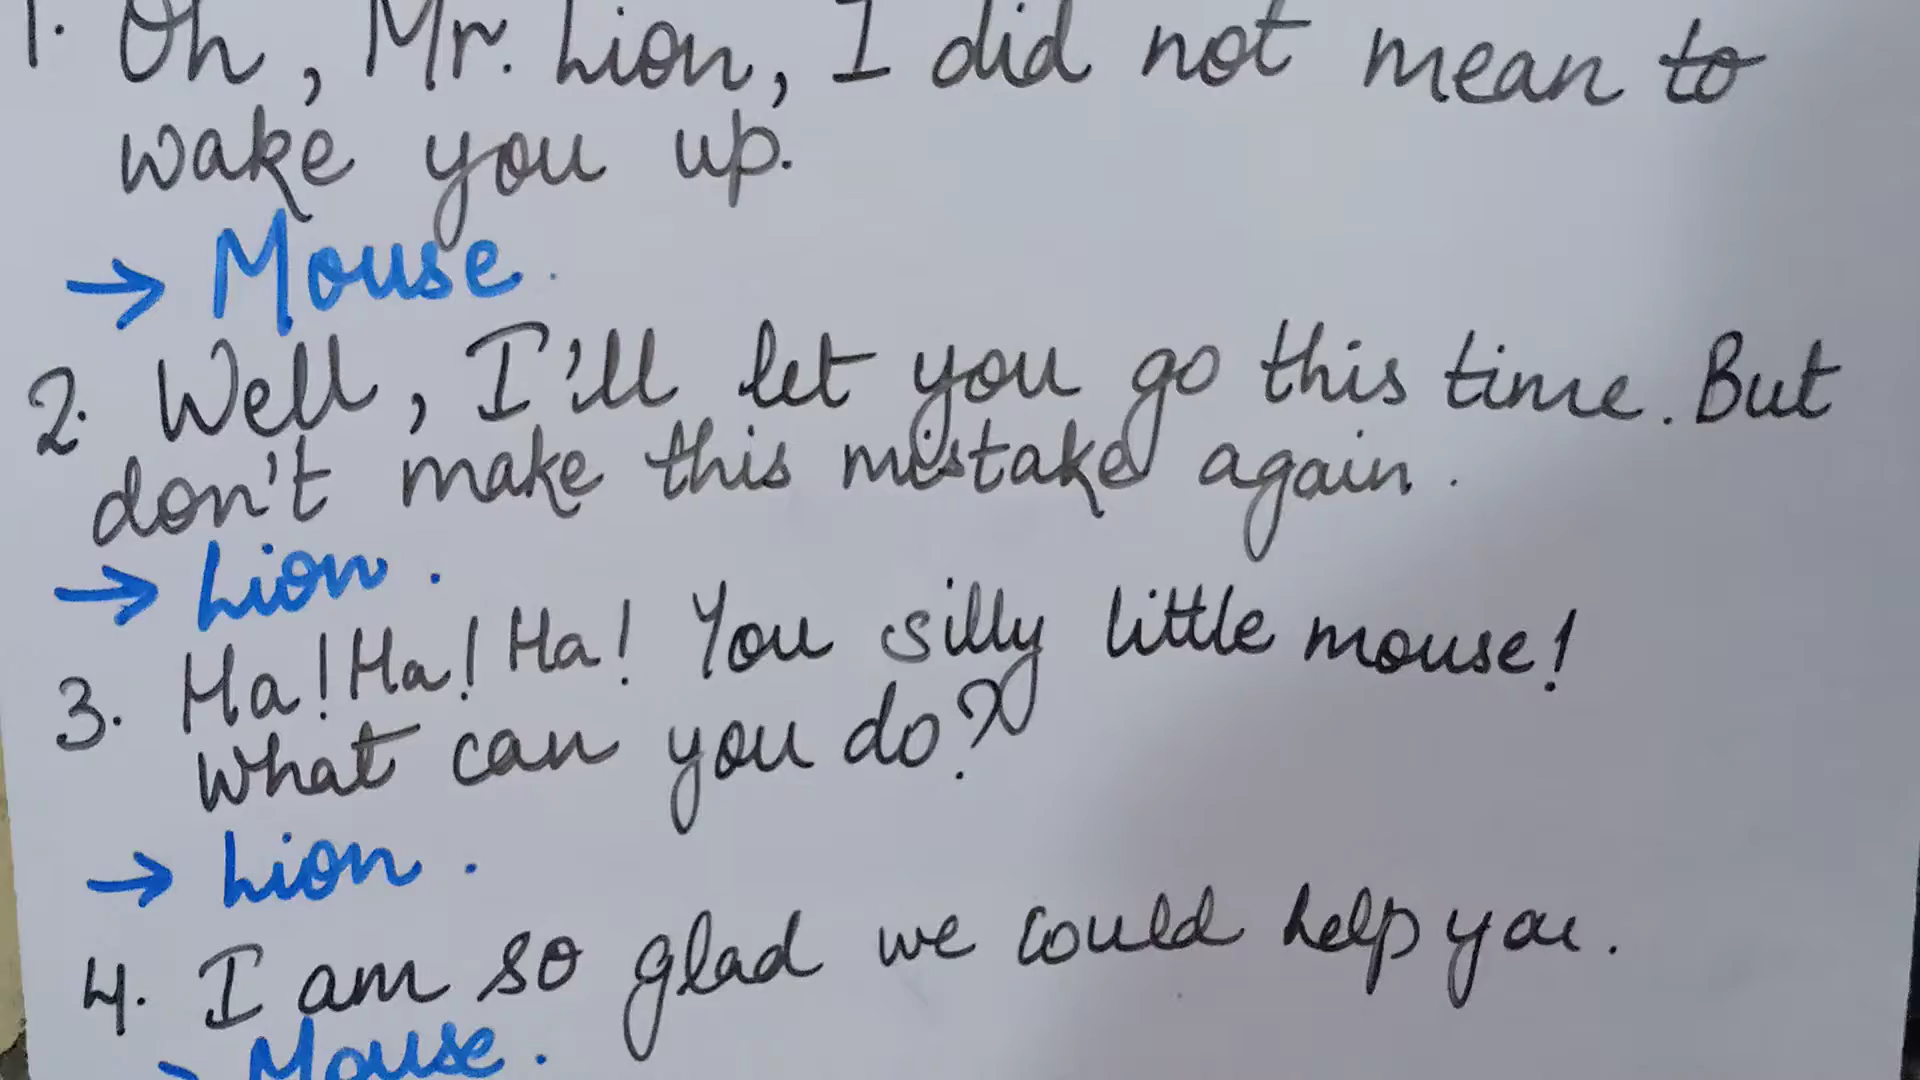 1. Oh, Mr. Lion, I did not mean to
wake you up.
→ Mouse.
2. Well, I'll let you go this time. But
don't make this mistake again.
→ Lion.
3. Ha! Ha! Ha! You silly little mouse!
What can you do?
→ Lion.
4. I am so glad we could help you.
→ Mouse.